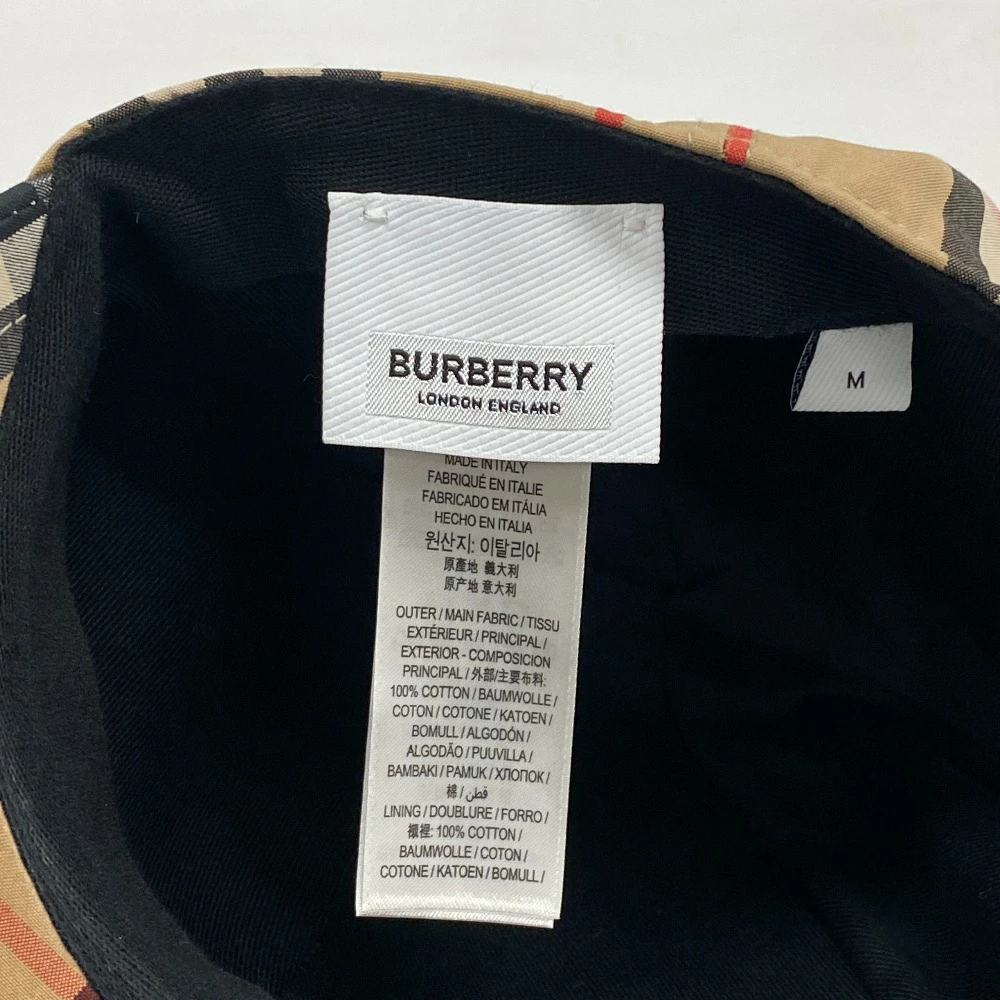 BURBERRY
LONDON ENGLAND
M
MADE IN ITALY
FABRIQUÉ EN ITALIE
FABRICADO EM ITÁLIA
HECHO EN ITALIA
원산지: 이탈리아
原產地 義大利
原产地 意大利
OUTER / MAIN FABRIC / TISSU
EXTÉRIEUR / PRINCIPAL /
EXTERIOR - COMPOSICION
PRINCIPAL / 外部/主要布料:
100% COTTON / BAUMWOLLE /
COTON / COTONE / KATOEN /
BOMULL / ALGODÓN /
ALGODÃO / PUUVILLA /
BAMBAKI / PAMUK / ХЛОПОК /
棉 / قطن /
LINING / DOUBLURE / FORRO /
襯裡: 100% COTTON /
BAUMWOLLE / COTON /
COTONE / KATOEN / BOMULL /